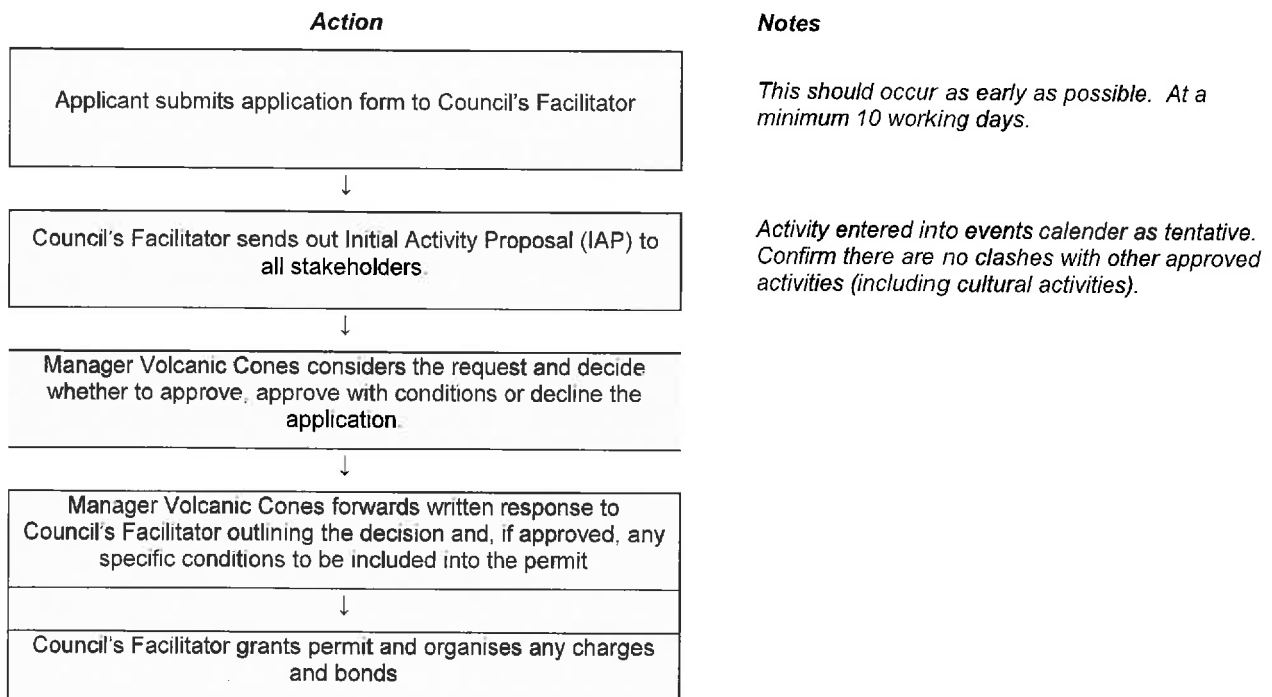 Action
Notes
Applicant submits application form to Council's Facilitator
This should occur as early as possible. At a
minimum 10 working days.
↓
Council's Facilitator sends out Initial Activity Proposal (IAP) to
all stakeholders.
Activity entered into events calender as tentative.
Confirm there are no clashes with other approved
activities (including cultural activities).
↓
Manager Volcanic Cones considers the request and decide
whether to approve, approve with conditions or decline the
application.
↓
Manager Volcanic Cones forwards written response to
Council's Facilitator outlining the decision and, if approved, any
specific conditions to be included into the permit
↓
Council's Facilitator grants permit and organises any charges
and bonds